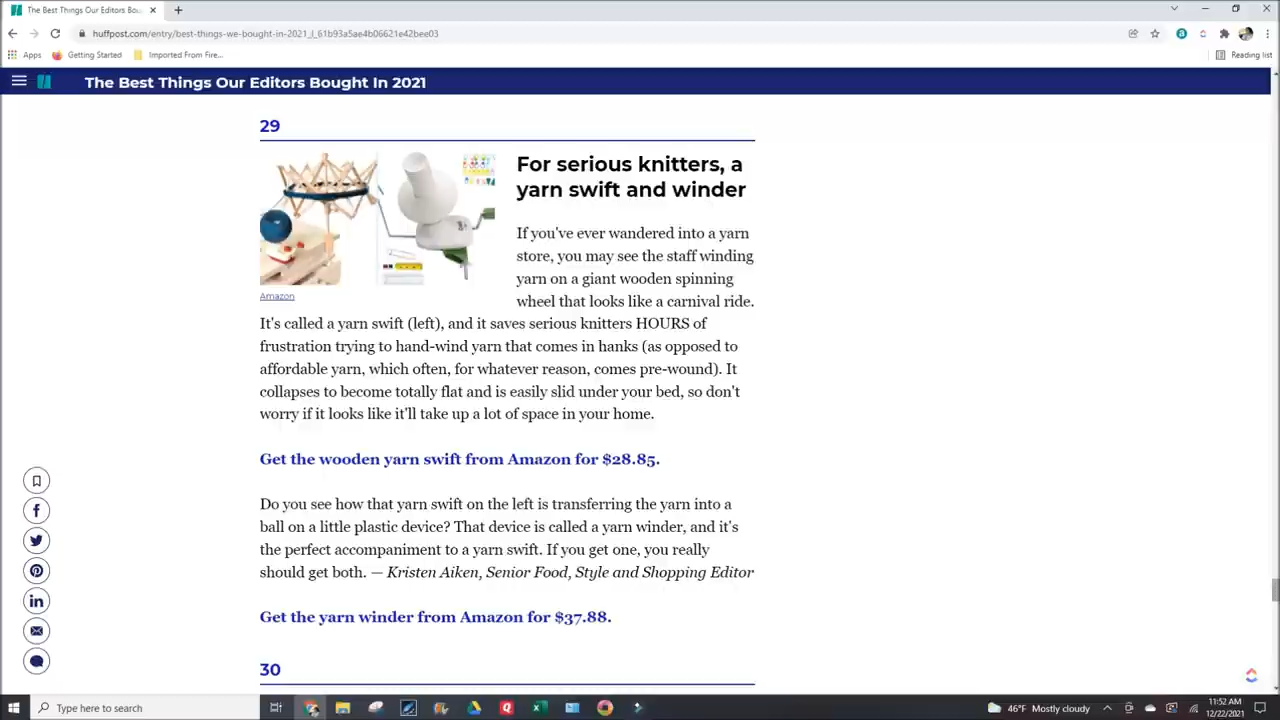 The Best Things Our Editors Bou
huffpost.com/entry/best-things-we-bought-in-2021_l_61b93a5ae4b06621e42bee03
Apps
Getting Started
Imported From Fire...
Reading list
The Best Things Our Editors Bought In 2021
29
For serious knitters, a
yarn swift and winder
If you've ever wandered into a yarn
store, you may see the staff winding
yarn on a giant wooden spinning
wheel that looks like a carnival ride.
Amazon
It's called a yarn swift (left), and it saves serious knitters HOURS of
frustration trying to hand-wind yarn that comes in hanks (as opposed to
affordable yarn, which often, for whatever reason, comes pre-wound). It
collapses to become totally flat and is easily slid under your bed, so don't
worry if it looks like it'll take up a lot of space in your home.
Get the wooden yarn swift from Amazon for $28.85.
Do you see how that yarn swift on the left is transferring the yarn into a
ball on a little plastic device? That device is called a yarn winder, and it's
the perfect accompaniment to a yarn swift. If you get one, you really
should get both. — Kristen Aiken, Senior Food, Style and Shopping Editor
Get the yarn winder from Amazon for $37.88.
30
Type here to search
46°F Mostly cloudy
11:52 AM
12/22/2021